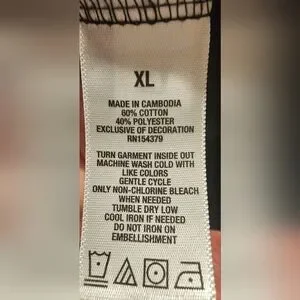 XL
MADE IN CAMBODIA
60% COTTON
40% POLYESTER
EXCLUSIVE OF DECORATION
RN154379
TURN GARMENT INSIDE OUT
MACHINE WASH COLD WITH
LIKE COLORS
GENTLE CYCLE
ONLY NON-CHLORINE BLEACH
WHEN NEEDED
TUMBLE DRY LOW
COOL IRON IF NEEDED
DO NOT IRON ON
EMBELLISHMENT